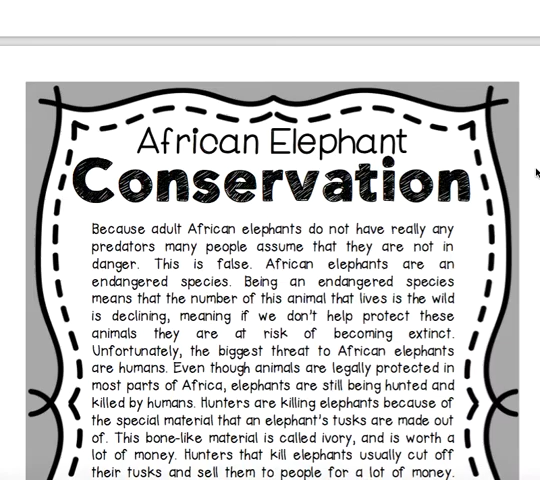 African Elephant
Conservation
Because adult African elephants do not have really any
predators many people assume that they are not in
danger. This is false. African elephants are an
endangered species. Being an endangered species
means that the number of this animal that lives is the wild
is declining, meaning if we don't help protect these
animals they are at risk of becoming extinct.
Unfortunately, the biggest threat to African elephants
are humans. Even though animals are legally protected in
most parts of Africa, elephants are still being hunted and
killed by humans. Hunters are killing elephants because of
the special material that an elephant's tusks are made out
of. This bone-like material is called ivory, and is worth a
lot of money. Hunters that kill elephants usually cut off
their tusks and sell them to people for a lot of money.